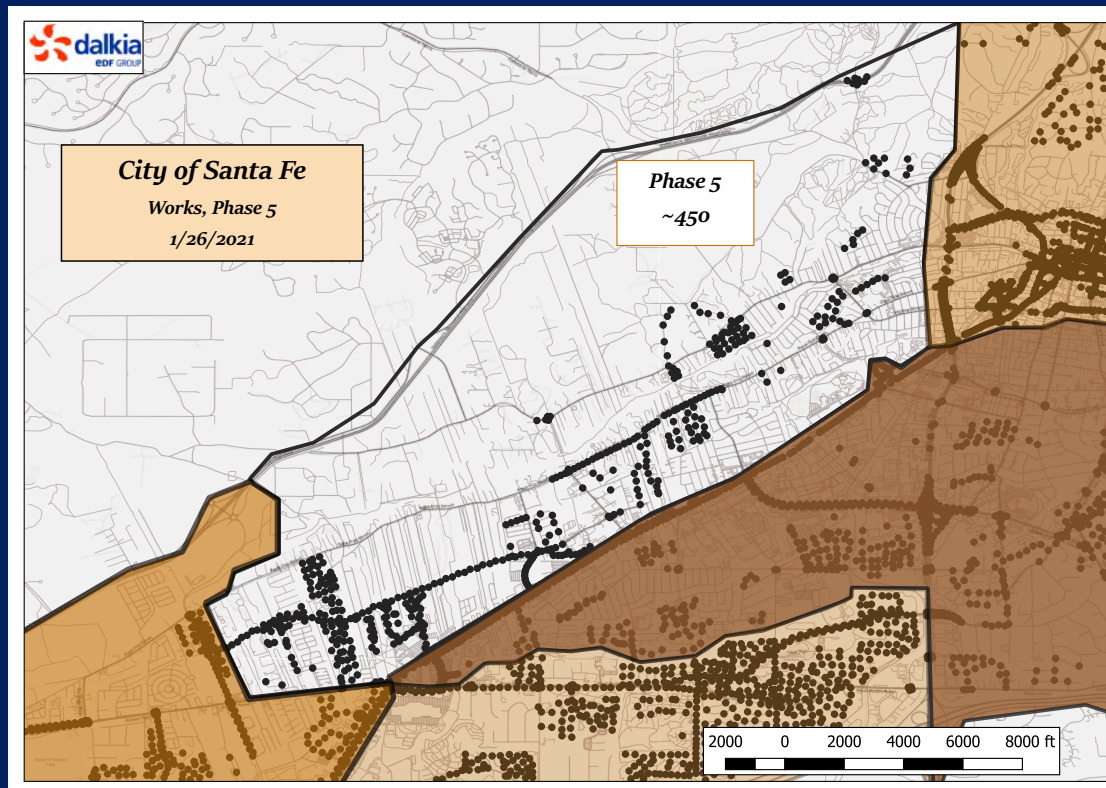 dalkia
EDF GROUP
City of Santa Fe
Works, Phase 5
1/26/2021
Phase 5
~450
2000 0 2000 4000 6000 8000 ft